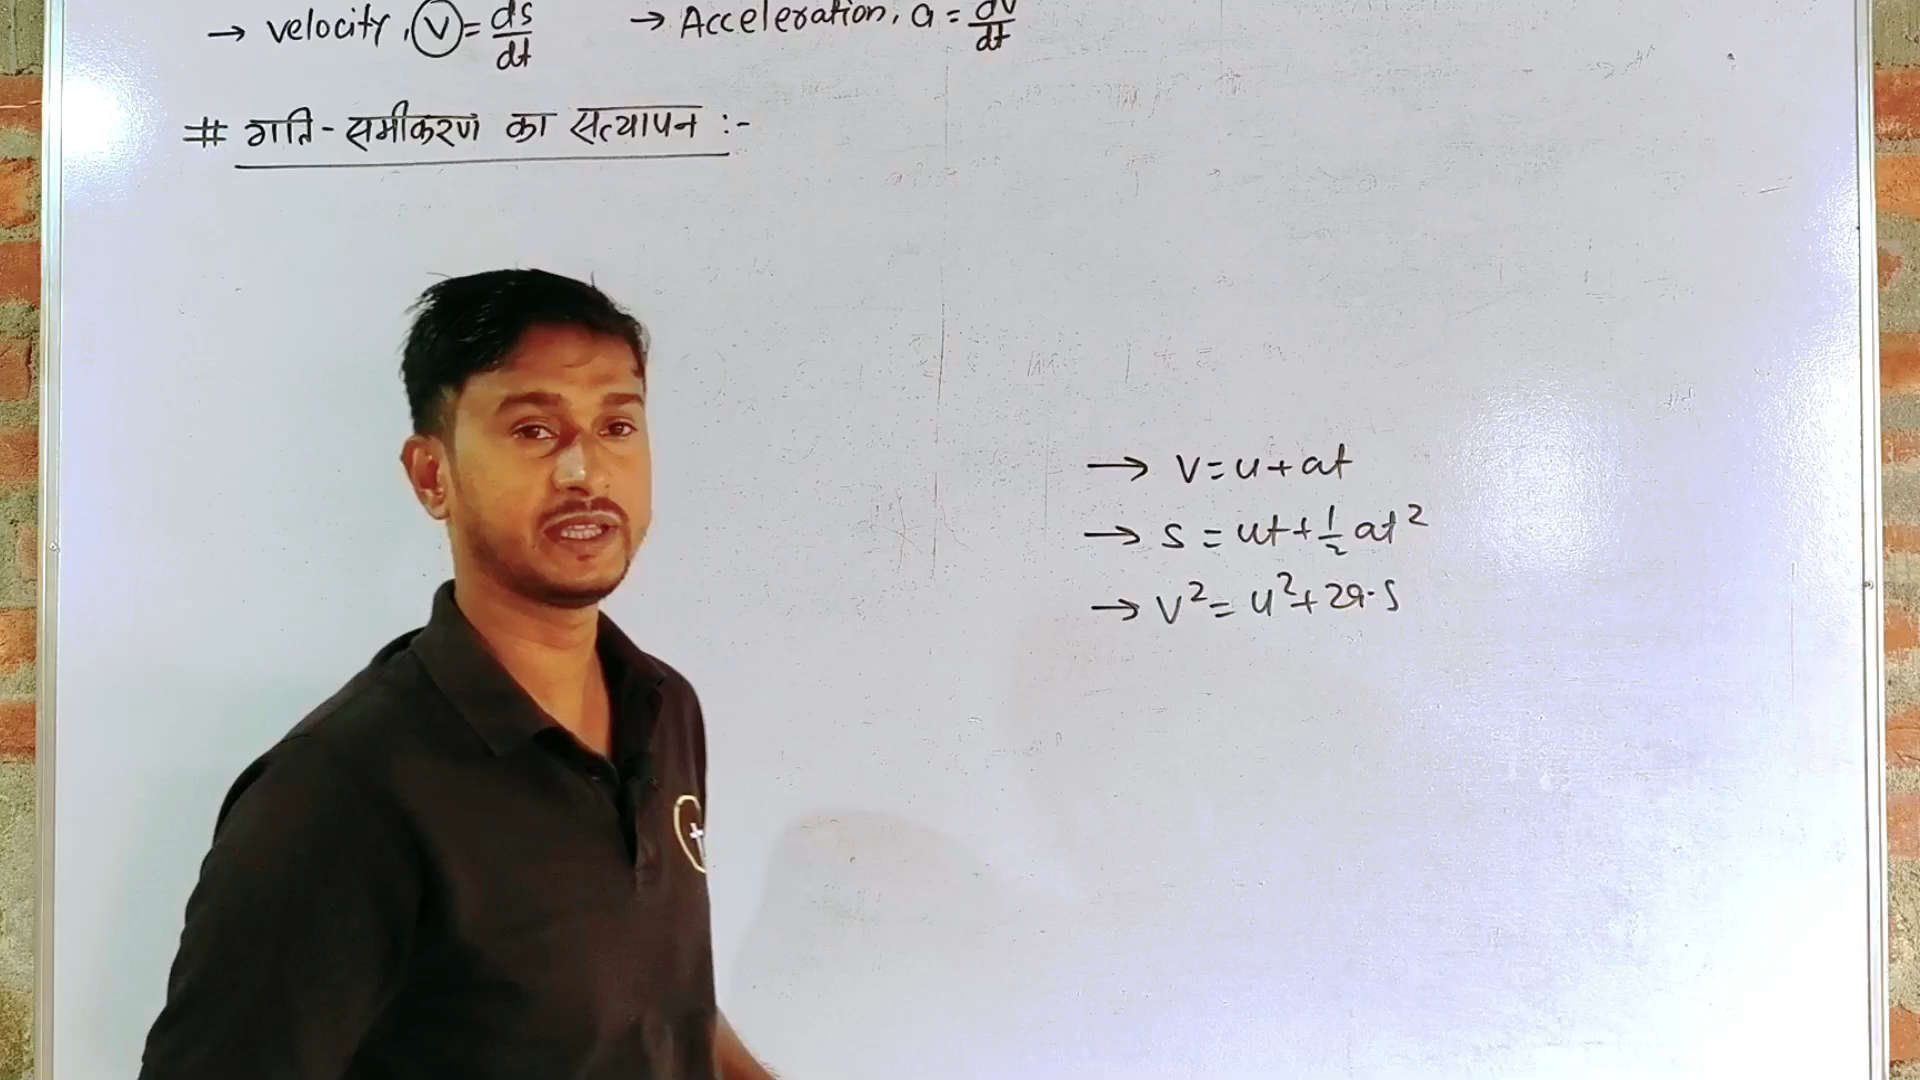 → velocity, v = ds/dt → Acceleration, a = dv/dt
# गति - समीकरण का सत्यापन :-
→ v = u + at
→ s = ut + 1/2 at²
→ v² = u² + 2a·s